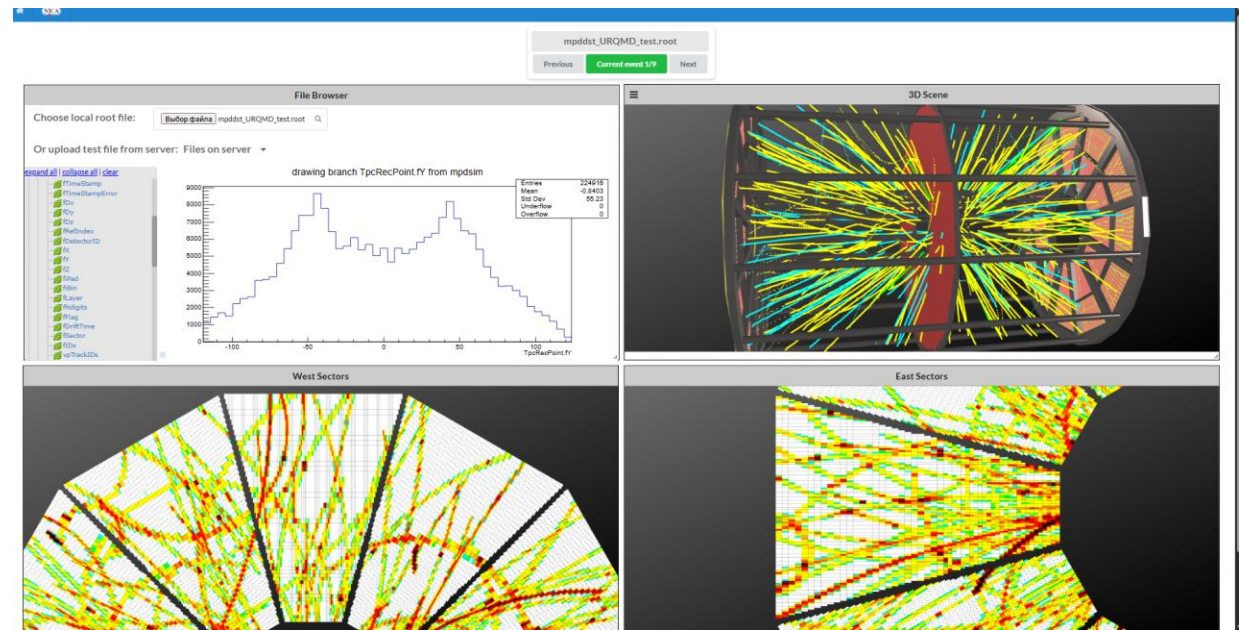 NICA
mpddst_URQMD_test.root
Previous Current event 1/9 Next
File Browser
Choose local root file: Выбор файла mpddst_URQMD_test.root
Or upload test file from server: Files on server
expand all | collapse all | clear
fTimeStamp
fTimeStampError
fDx
fDy
fDz
fRefIndex
fDetectorID
fX
fY
fZ
fiPad
fiBin
fLayer
fNdigits
fFlag
fDriftTime
fSector
fIDs
vpTrackIDs
drawing branch TpcRecPoint.fY from mpdsim
Entries 224916
Mean -0.8403
Std Dev 55.23
Underflow 0
Overflow 0
9000
8000
7000
6000
5000
4000
3000
2000
1000
0
-100 -50 0 50 100
TpcRecPoint.fY
3D Scene
West Sectors
East Sectors